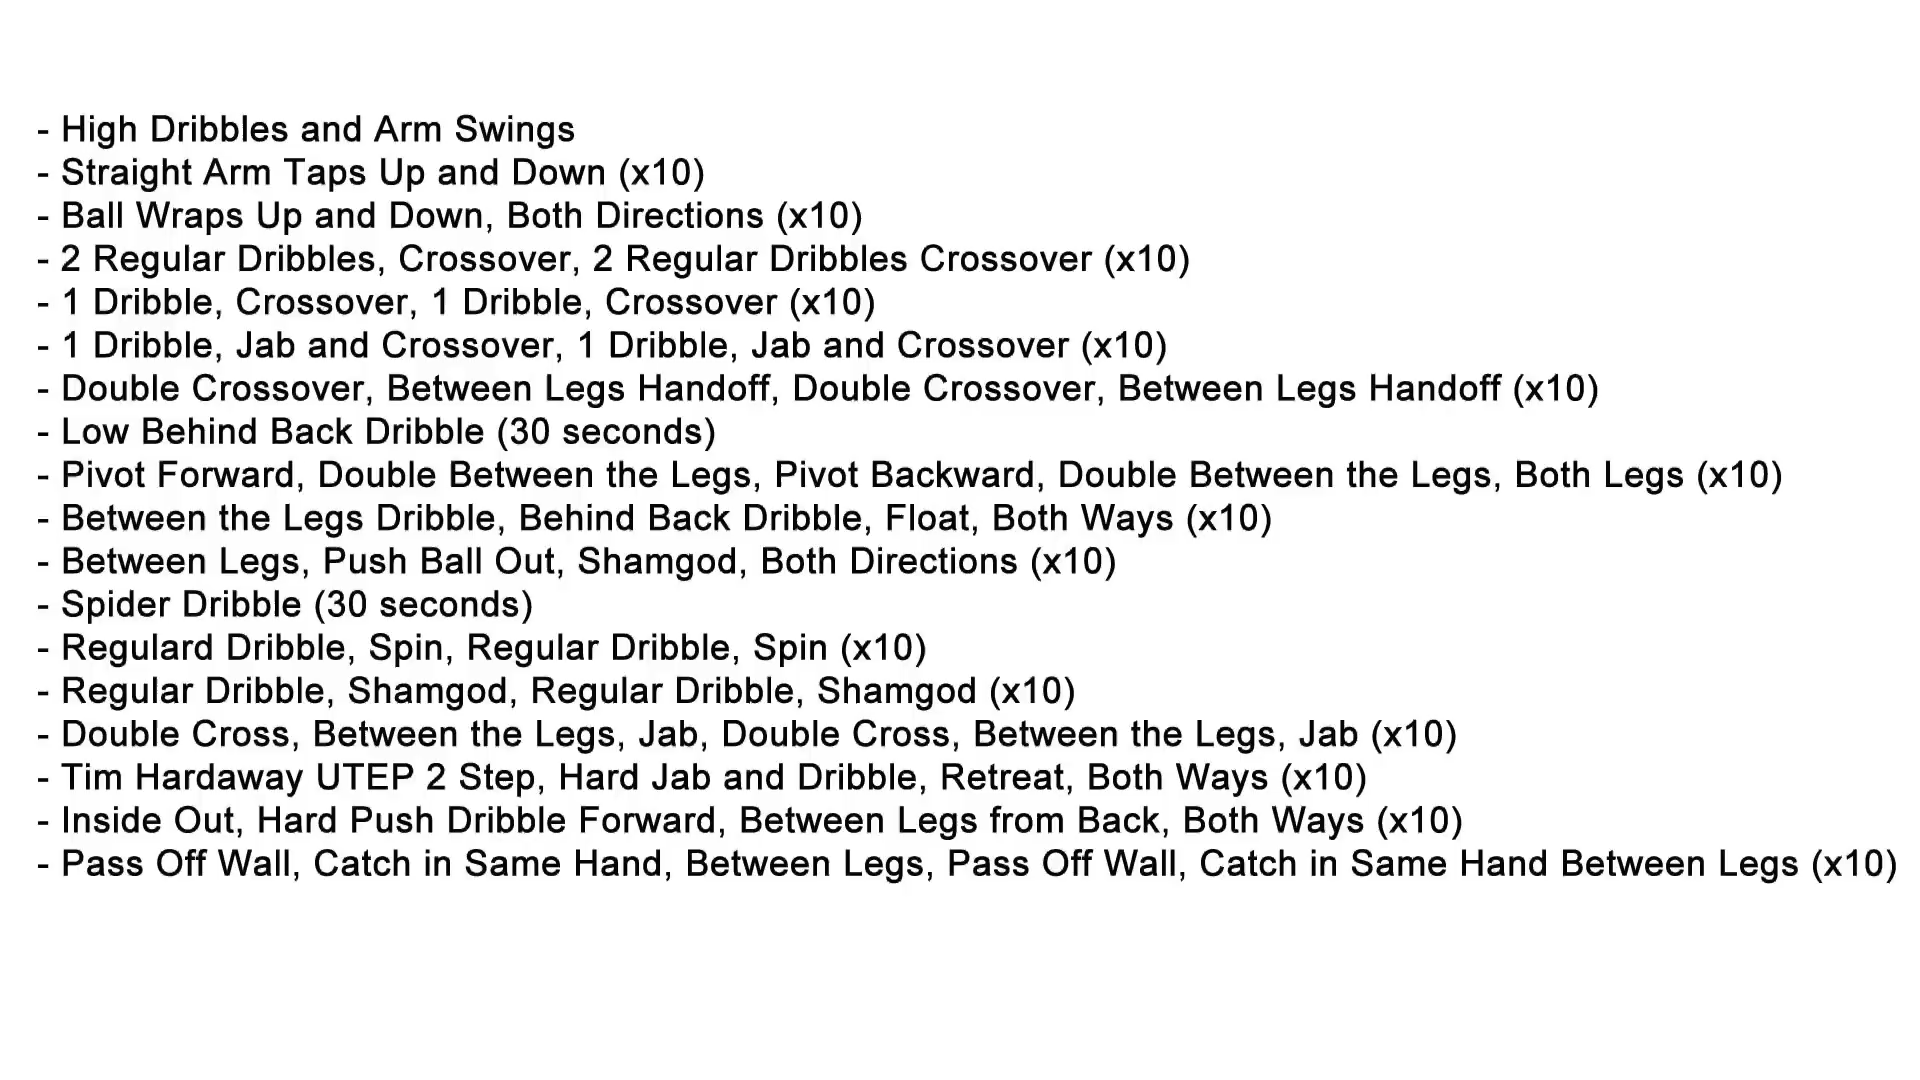 - High Dribbles and Arm Swings
- Straight Arm Taps Up and Down (x10)
- Ball Wraps Up and Down, Both Directions (x10)
- 2 Regular Dribbles, Crossover, 2 Regular Dribbles Crossover (x10)
- 1 Dribble, Crossover, 1 Dribble, Crossover (x10)
- 1 Dribble, Jab and Crossover, 1 Dribble, Jab and Crossover (x10)
- Double Crossover, Between Legs Handoff, Double Crossover, Between Legs Handoff (x10)
- Low Behind Back Dribble (30 seconds)
- Pivot Forward, Double Between the Legs, Pivot Backward, Double Between the Legs, Both Legs (x10)
- Between the Legs Dribble, Behind Back Dribble, Float, Both Ways (x10)
- Between Legs, Push Ball Out, Shamgod, Both Directions (x10)
- Spider Dribble (30 seconds)
- Regulard Dribble, Spin, Regular Dribble, Spin (x10)
- Regular Dribble, Shamgod, Regular Dribble, Shamgod (x10)
- Double Cross, Between the Legs, Jab, Double Cross, Between the Legs, Jab (x10)
- Tim Hardaway UTEP 2 Step, Hard Jab and Dribble, Retreat, Both Ways (x10)
- Inside Out, Hard Push Dribble Forward, Between Legs from Back, Both Ways (x10)
- Pass Off Wall, Catch in Same Hand, Between Legs, Pass Off Wall, Catch in Same Hand Between Legs (x10)